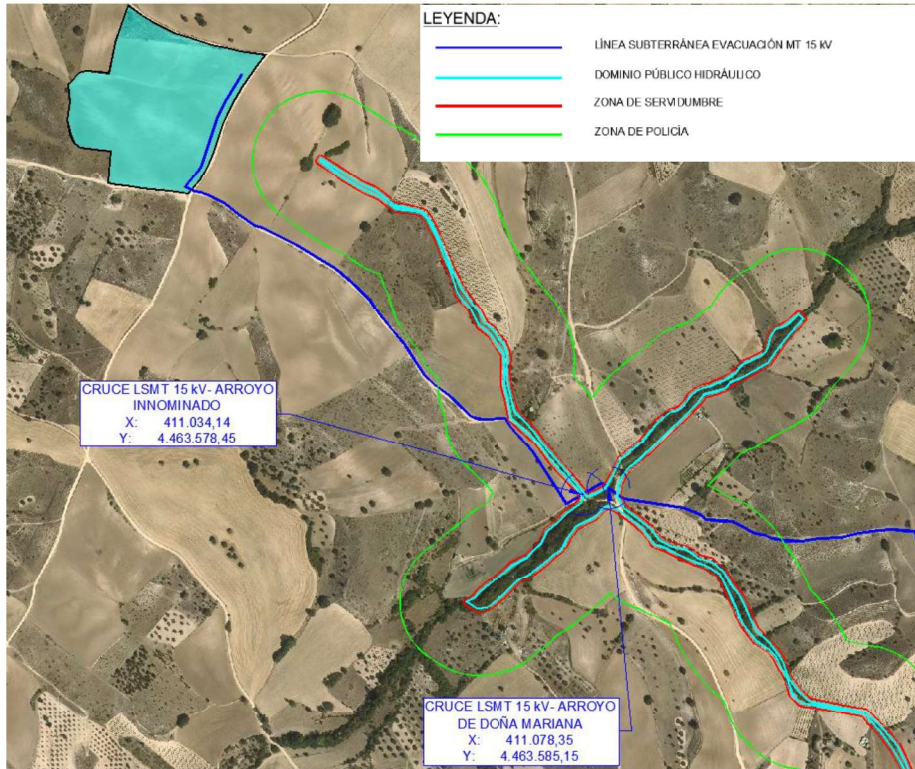 LEYENDA:
LÍNEA SUBTERRÁNEA EVACUACIÓN MT 15 kV
DOMINIO PÚBLICO HIDRÁULICO
ZONA DE SERVIDUMBRE
ZONA DE POLICÍA
CRUCE LSMT 15 kV- ARROYO
INNOMINADO
X: 411.034,14
Y: 4.463.578,45
CRUCE LSMT 15 kV- ARROYO
DE DOÑA MARIANA
X: 411.078,35
Y: 4.463.585,15